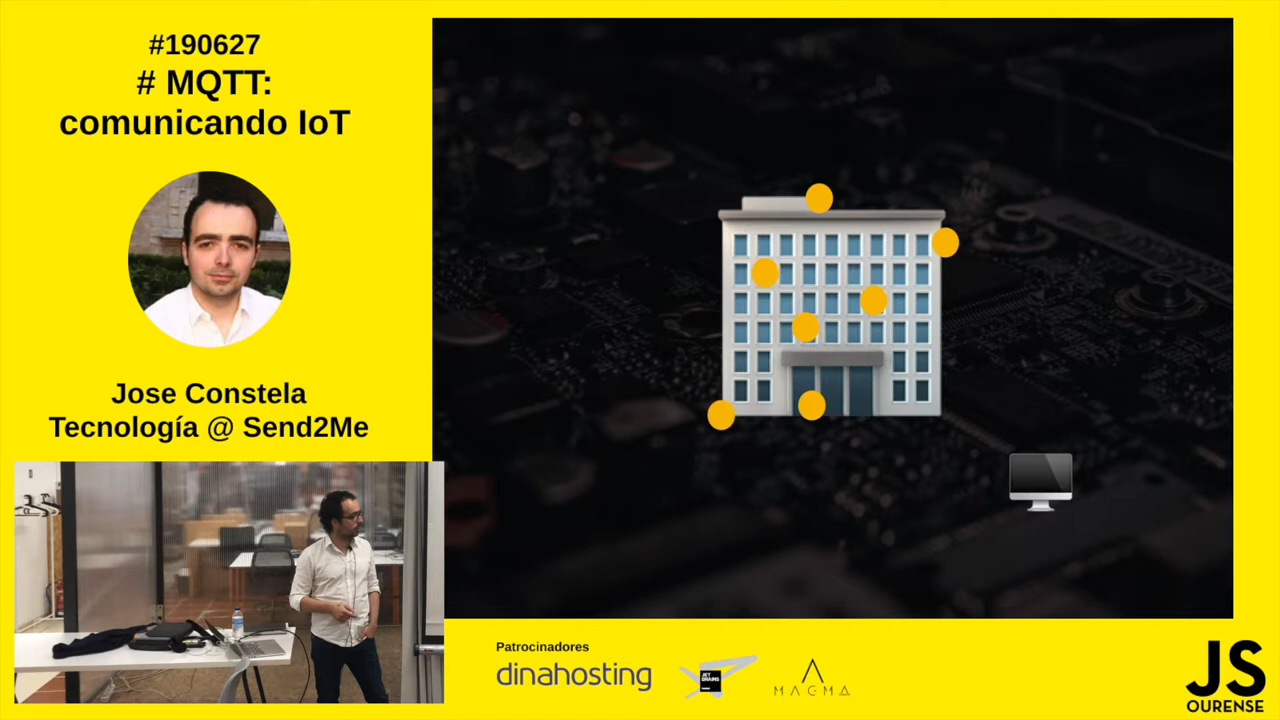 #190627
# MQTT:
comunicando IoT
Jose Constela
Tecnología @ Send2Me
Patrocinadores
dinahosting
JET
BRAINS
MAGMA
JS
OURENSE